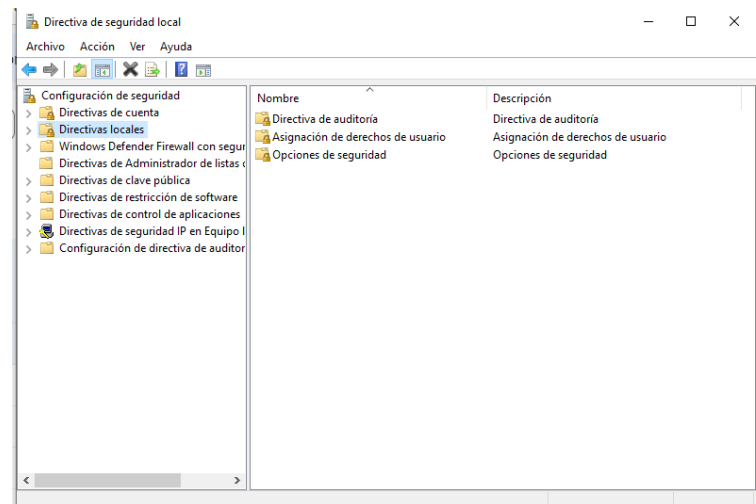 Directiva de seguridad local
Archivo Acción Ver Ayuda
Configuración de seguridad
Directivas de cuenta
Directivas locales
Windows Defender Firewall con segur
Directivas de Administrador de listas
Directivas de clave pública
Directivas de restricción de software
Directivas de control de aplicaciones
Directivas de seguridad IP en Equipo l
Configuración de directiva de auditor
Nombre Descripción
Directiva de auditoría Directiva de auditoría
Asignación de derechos de usuario Asignación de derechos de usuario
Opciones de seguridad Opciones de seguridad